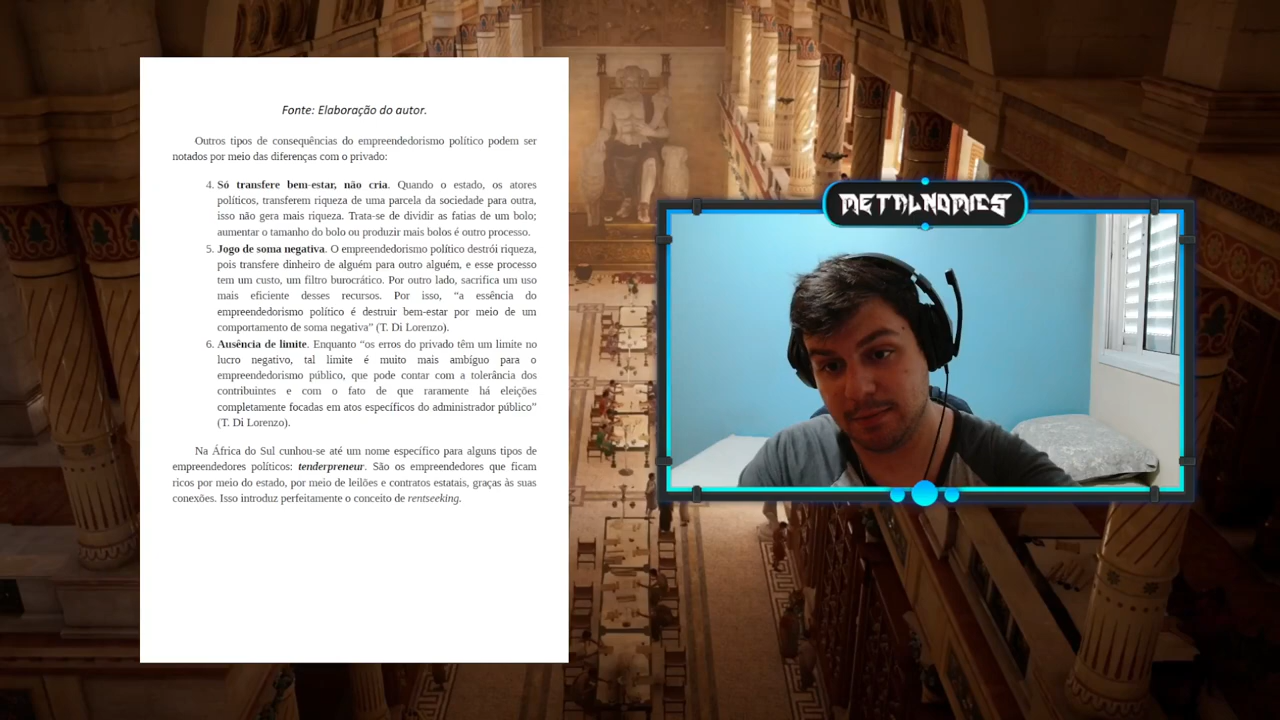 Fonte: Elaboração do autor.
Outros tipos de consequências do empreendedorismo político podem ser
notados por meio das diferenças com o privado:
4. Só transfere bem-estar, não cria. Quando o estado, os atores
políticos, transferem riqueza de uma parcela da sociedade para outra,
isso não gera mais riqueza. Trata-se de dividir as fatias de um bolo;
aumentar o tamanho do bolo ou produzir mais bolos é outro processo.
5. Jogo de soma negativa. O empreendedorismo político destrói riqueza,
pois transfere dinheiro de alguém para outro alguém, e esse processo
tem um custo, um filtro burocrático. Por outro lado, sacrifica um uso
mais eficiente desses recursos. Por isso, “a essência do
empreendedorismo político é destruir bem-estar por meio de um
comportamento de soma negativa” (T. Di Lorenzo).
6. Ausência de limite. Enquanto “os erros do privado têm um limite no
lucro negativo, tal limite é muito mais ambíguo para o
empreendedorismo público, que pode contar com a tolerância dos
contribuintes e com o fato de que raramente há eleições
completamente focadas em atos específicos do administrador público”
(T. Di Lorenzo).
Na África do Sul cunhou-se até um nome específico para alguns tipos de
empreendedores políticos: tenderpreneur. São os empreendedores que ficam
ricos por meio do estado, por meio de leilões e contratos estatais, graças às suas
conexões. Isso introduz perfeitamente o conceito de rentseeking.
METALNOMICS